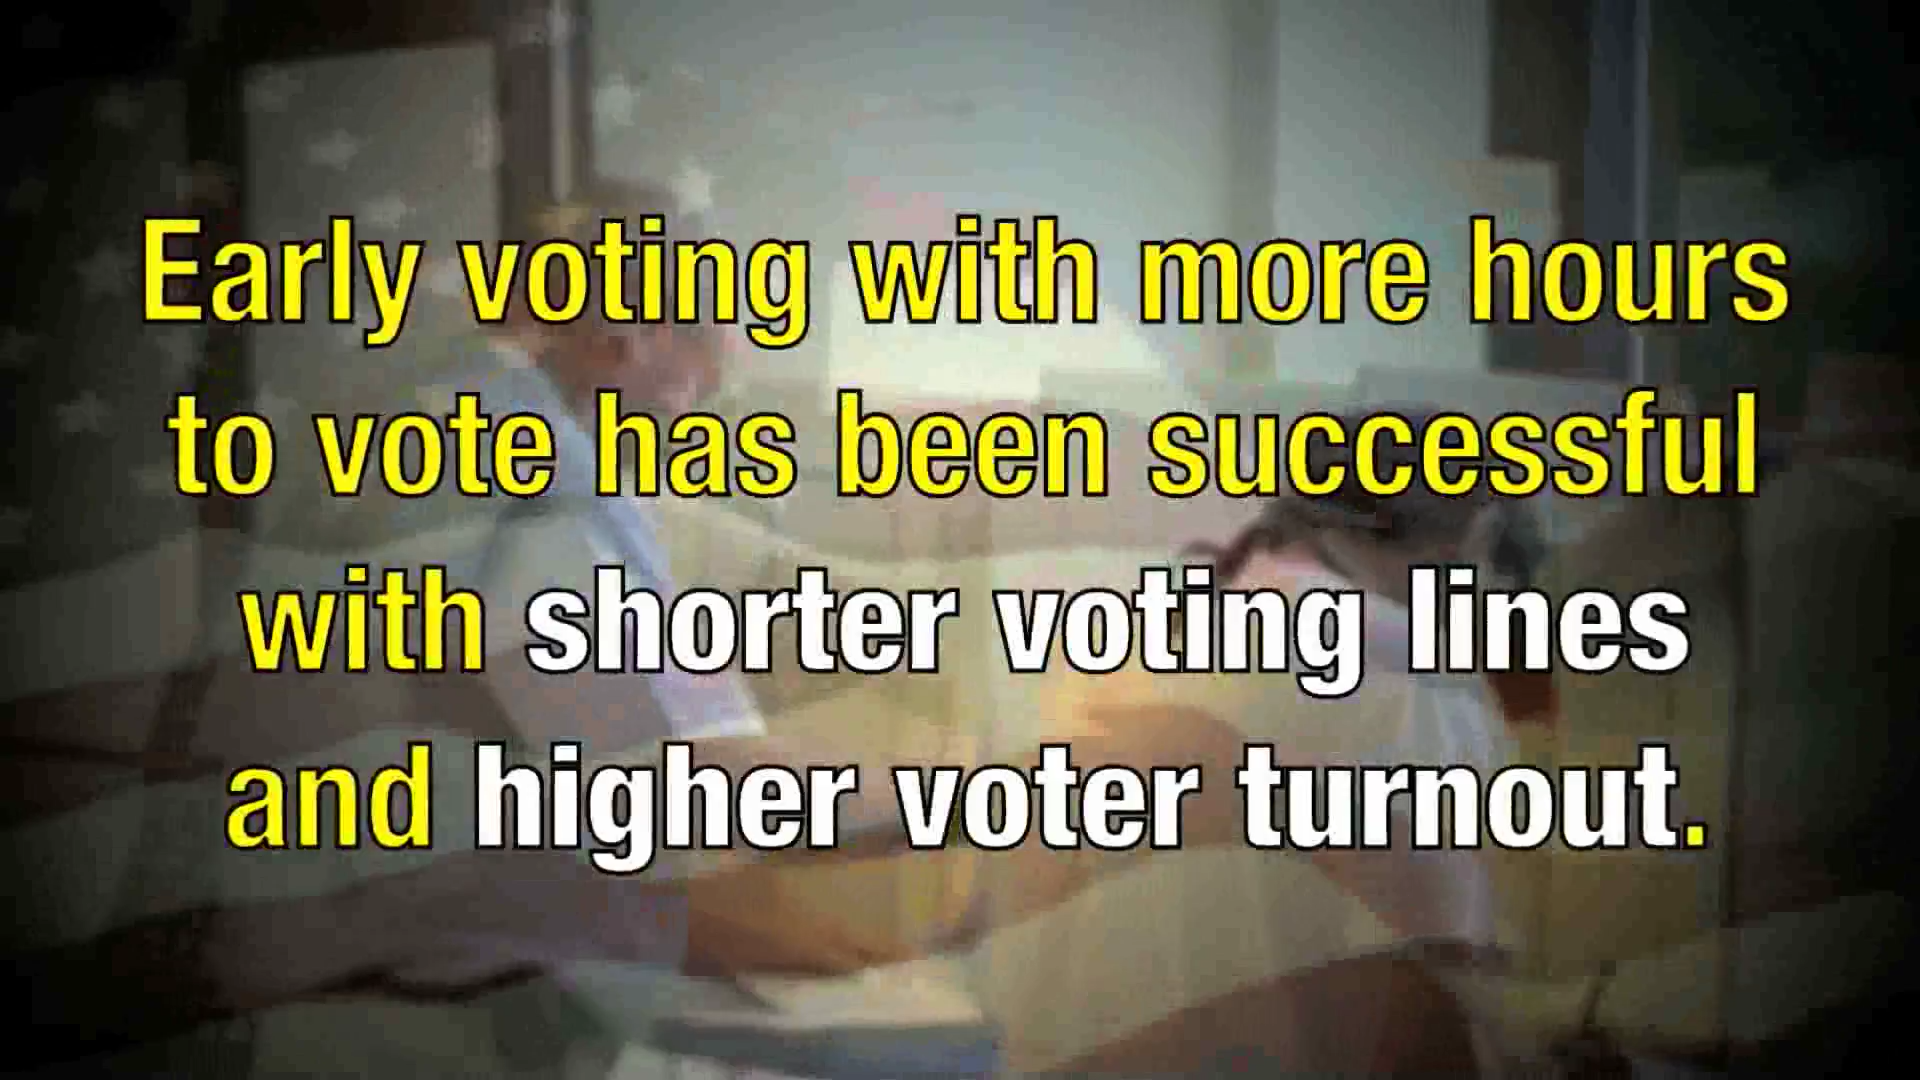 Early voting with more hours
to vote has been successful
with shorter voting lines
and higher voter turnout.